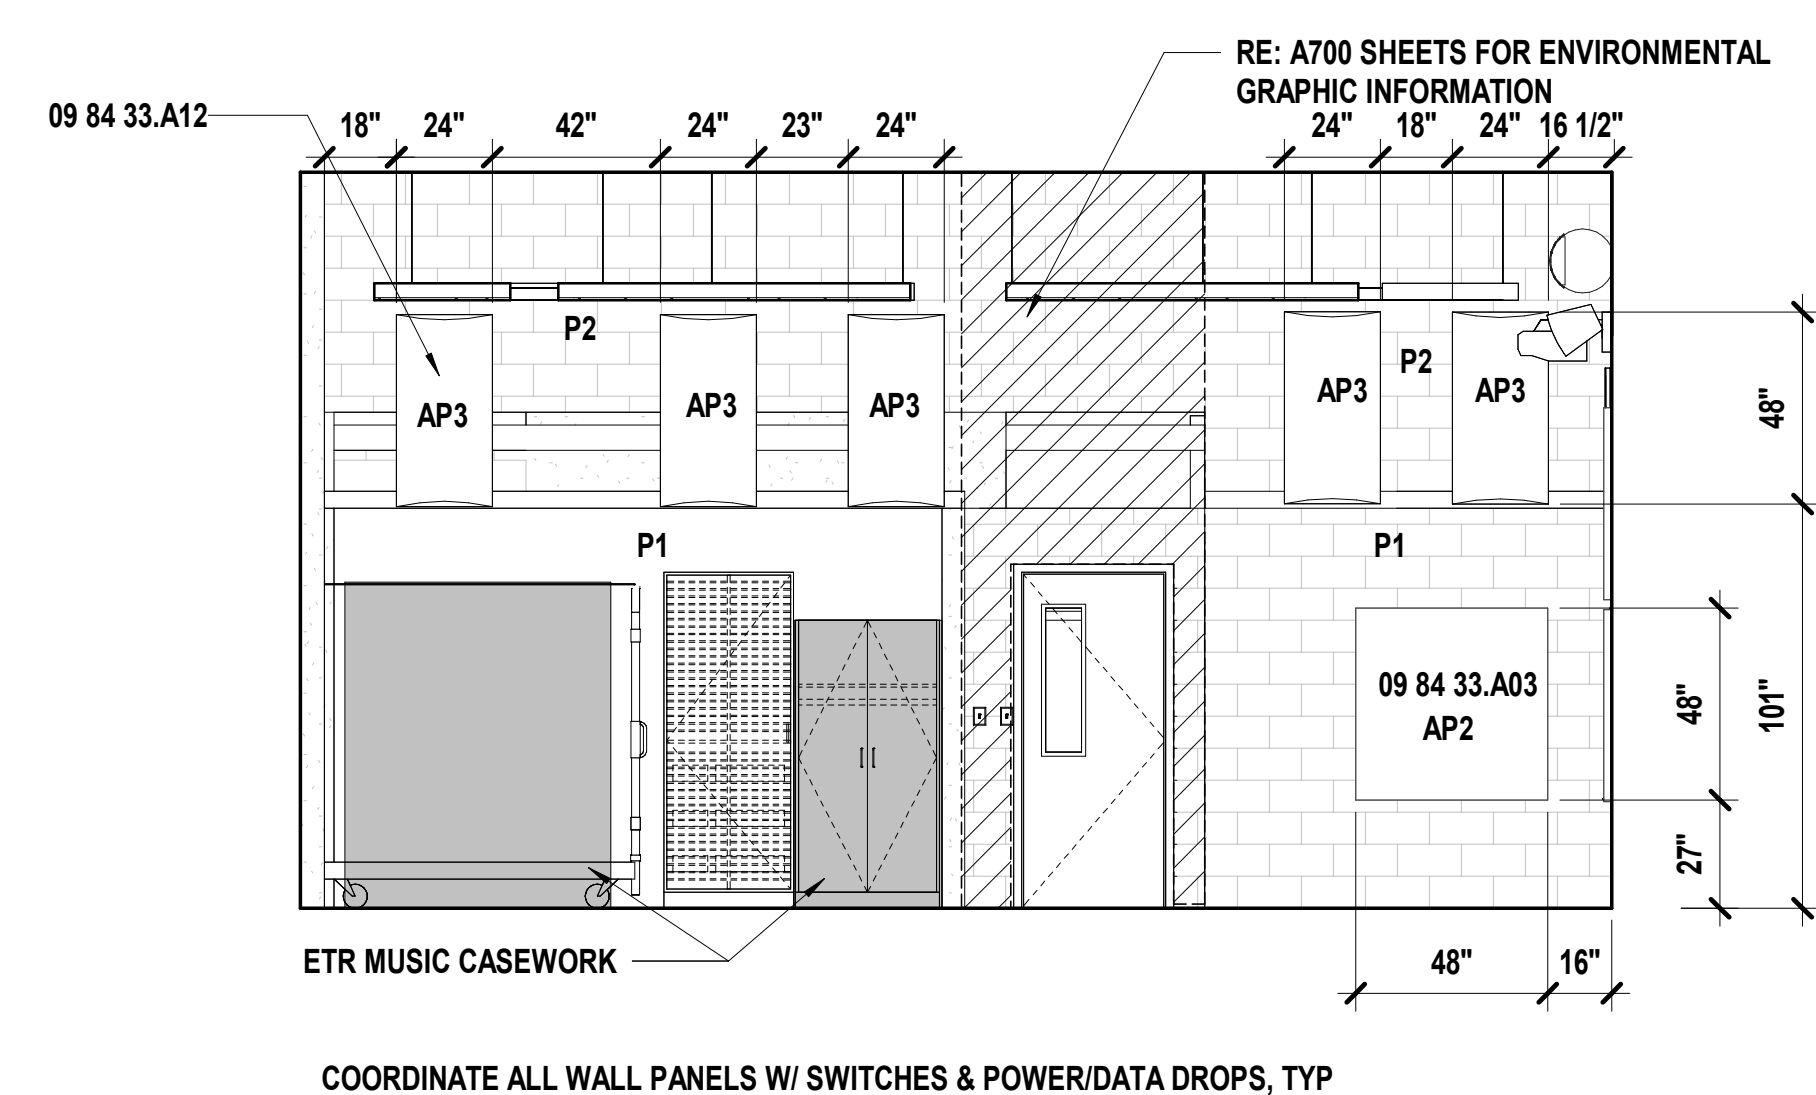 RE: A700 SHEETS FOR ENVIRONMENTAL
GRAPHIC INFORMATION
09 84 33.A12
18" 24" 42" 24" 23" 24" 24" 18" 24" 16 1/2"
P2
P2
AP3 AP3 AP3 AP3 AP3
48"
P1 P1
09 84 33.A03
AP2
48"
101"
27"
ETR MUSIC CASEWORK
48" 16"
COORDINATE ALL WALL PANELS W/ SWITCHES & POWER/DATA DROPS, TYP